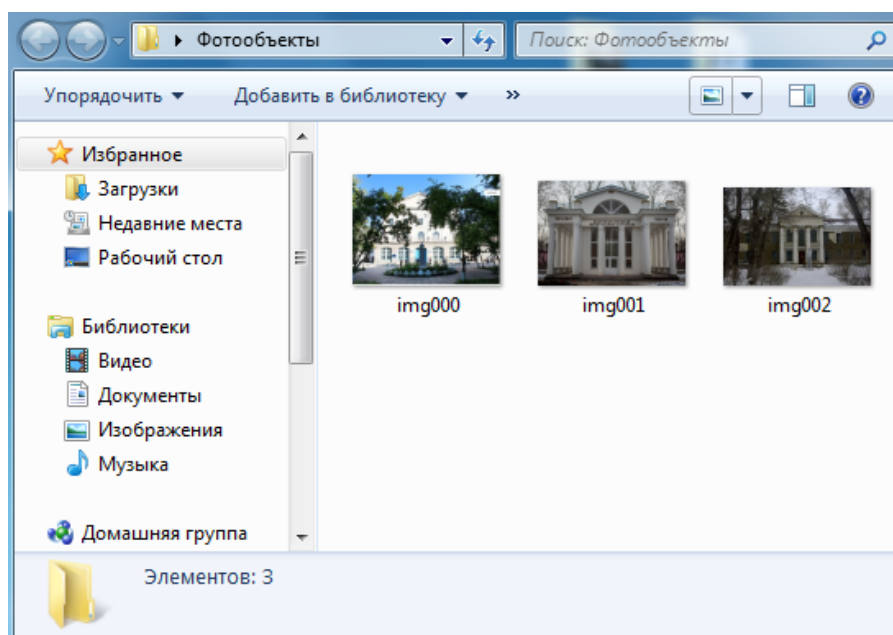 Фотообъекты
Поиск: Фотообъекты
Упорядочить
Добавить в библиотеку
»
Избранное
Загрузки
Недавние места
Рабочий стол
Библиотеки
Видео
Документы
Изображения
Музыка
Домашняя группа
img000
img001
img002
Элементов: 3